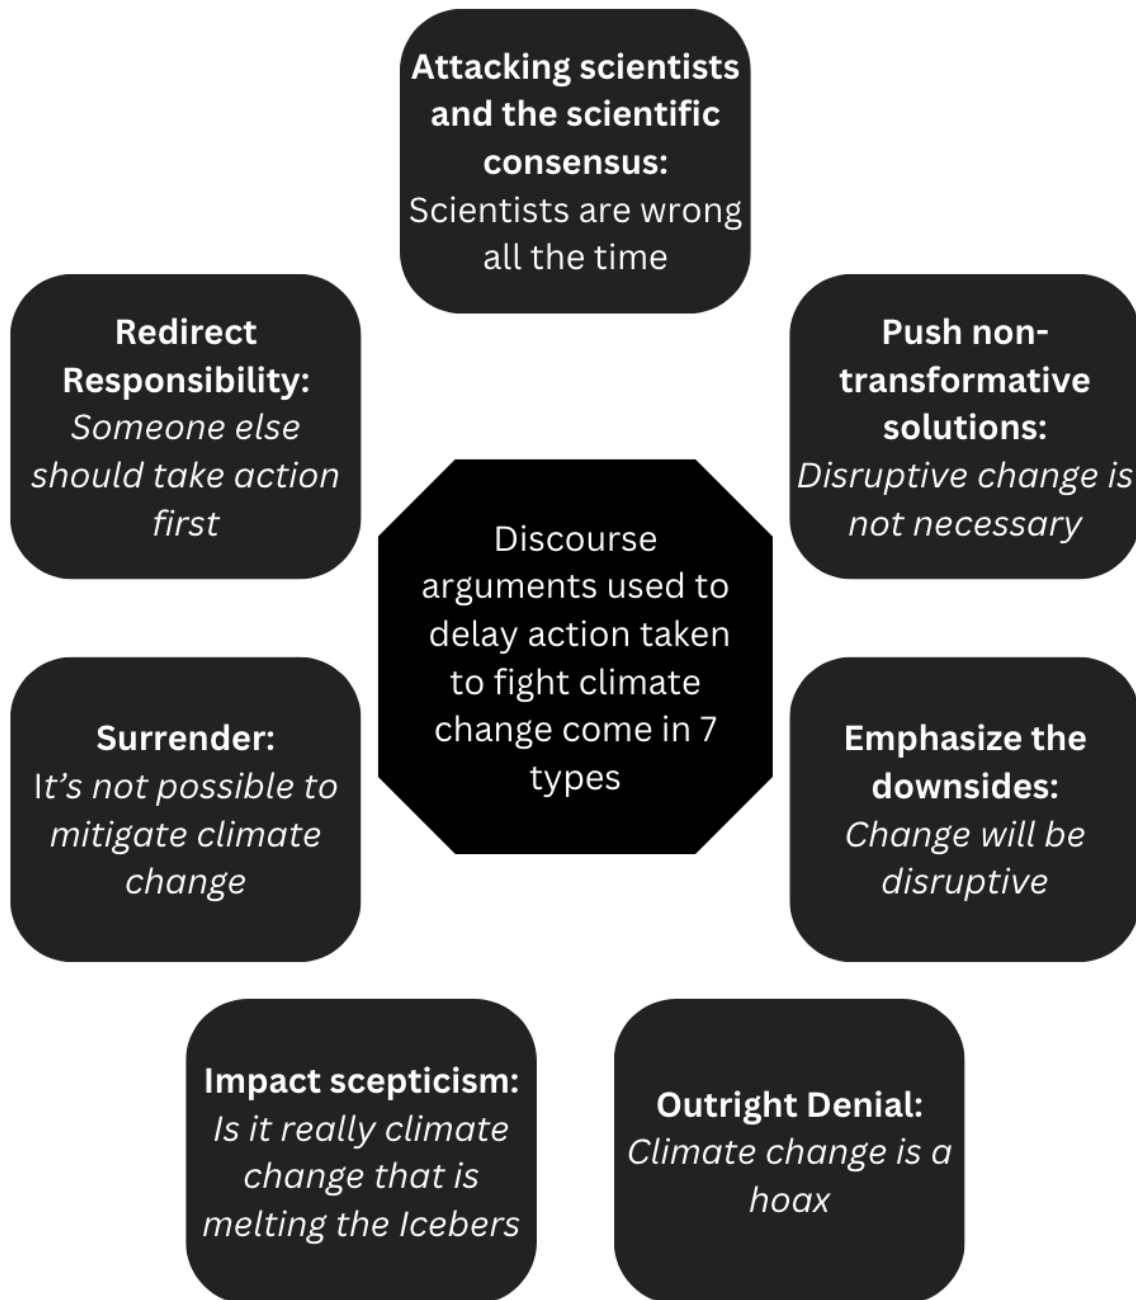 Attacking scientists
and the scientific
consensus:
Scientists are wrong
all the time
Redirect
Responsibility:
Someone else
should take action
first
Push non-
transformative
solutions:
Disruptive change is
not necessary
Discourse
arguments used to
delay action taken
to fight climate
change come in 7
types
Surrender:
It’s not possible to
mitigate climate
change
Emphasize the
downsides:
Change will be
disruptive
Impact scepticism:
Is it really climate
change that is
melting the Icebers
Outright Denial:
Climate change is a
hoax